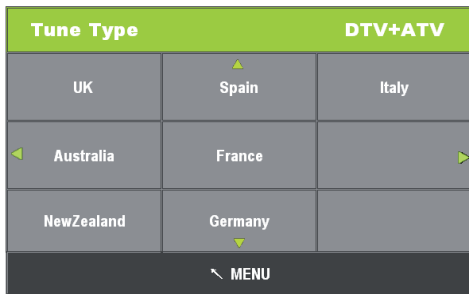 Tune Type DTV+ATV
UK Spain Italy
Australia France
NewZealand Germany
MENU